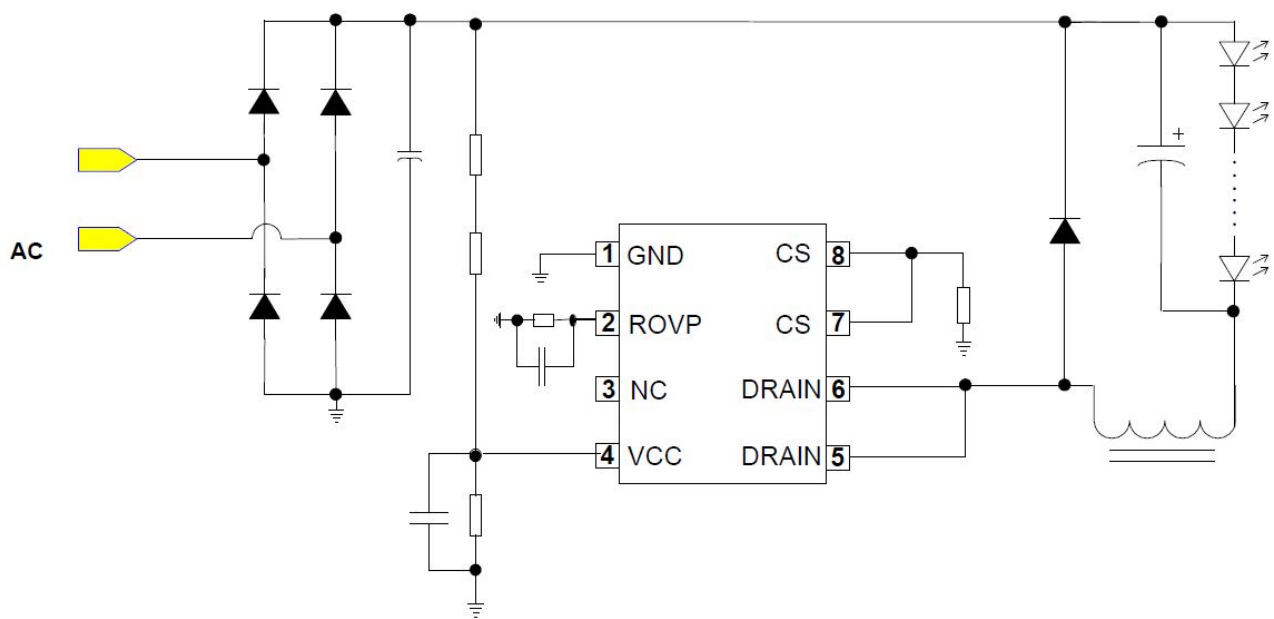 AC
1 GND CS 8
2 ROVP CS 7
3 NC DRAIN 6
4 VCC DRAIN 5
+